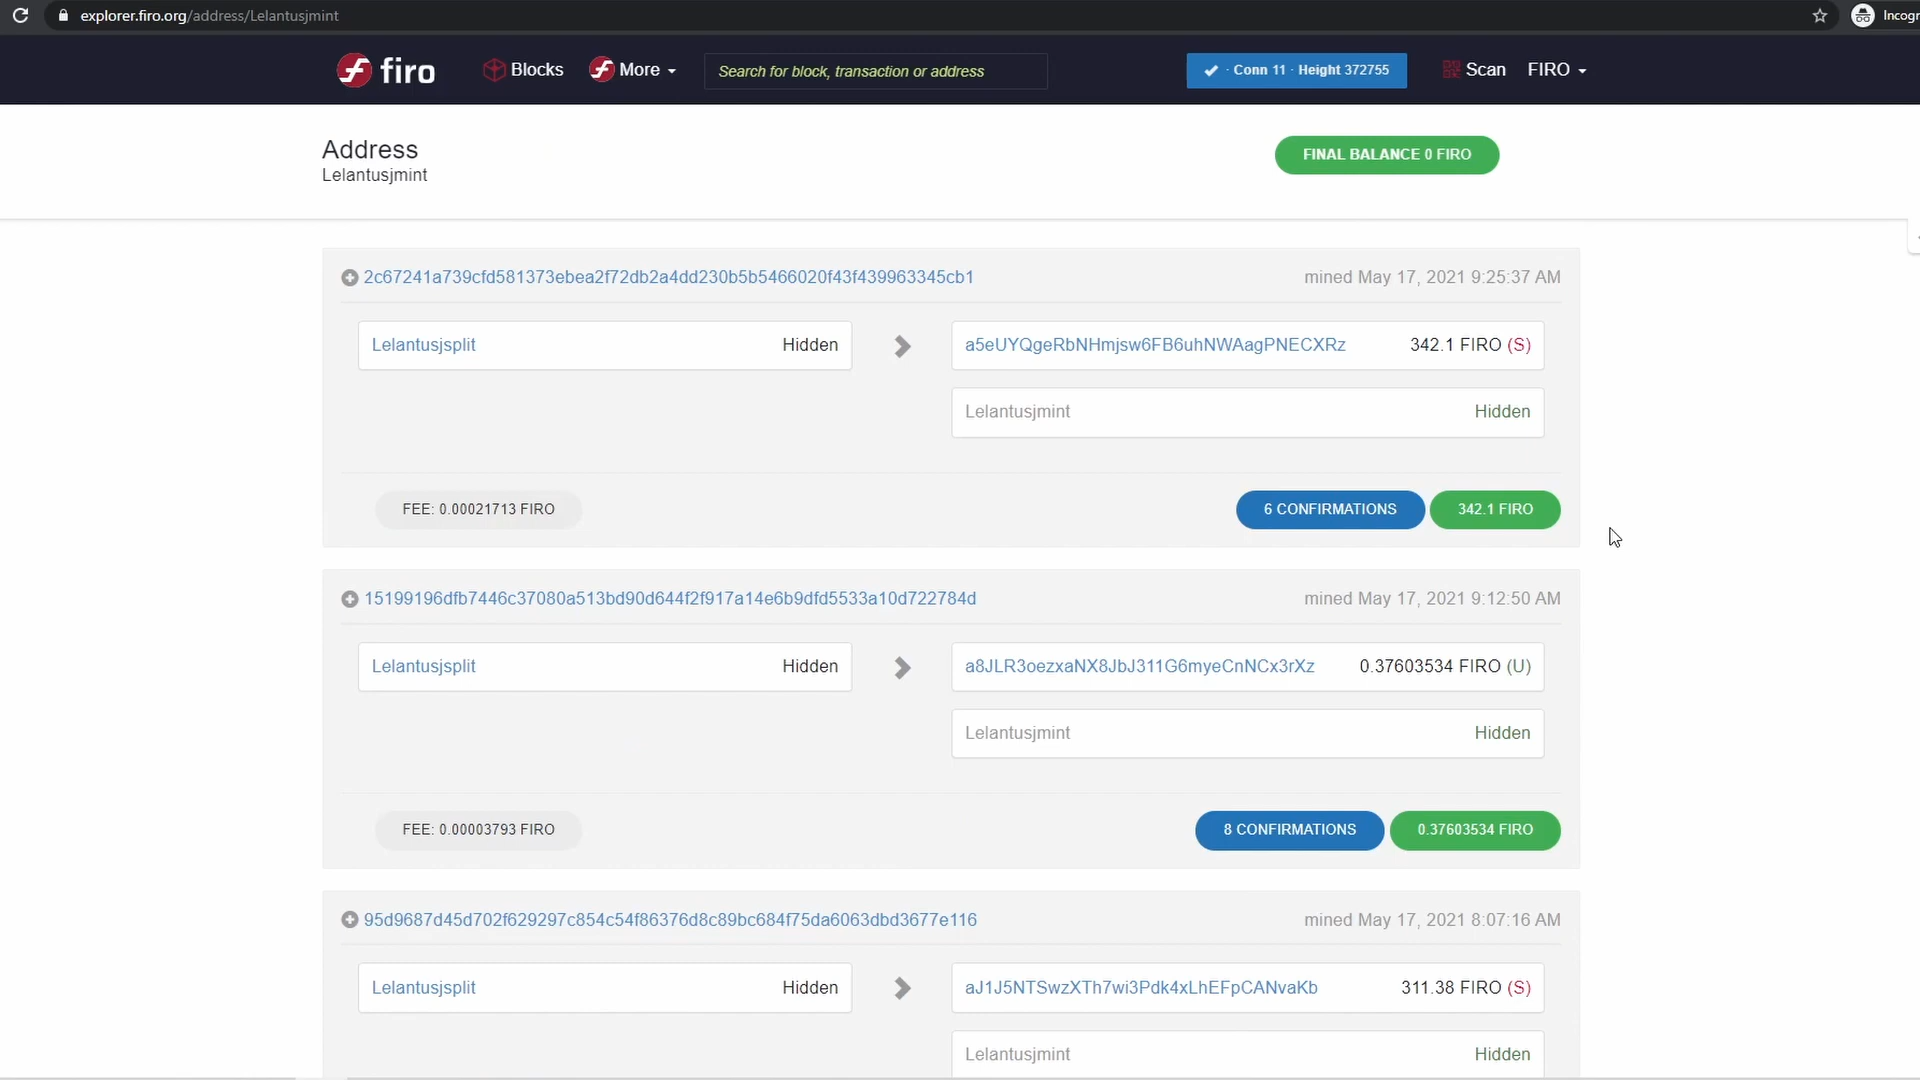 explorer.firo.org/address/Lelantusjmint
Incogn
firo
Blocks
More
Search for block, transaction or address
· Conn 11 · Height 372755
Scan
FIRO
Address
Lelantusjmint
FINAL BALANCE 0 FIRO
2c67241a739cfd581373ebea2f72db2a4dd230b5b5466020f43f439963345cb1 mined May 17, 2021 9:25:37 AM
Lelantusjsplit Hidden
a5eUYQgeRbNHmjsw6FB6uhNWAagPNECXRz 342.1 FIRO (S)
Lelantusjmint Hidden
FEE: 0.00021713 FIRO
6 CONFIRMATIONS
342.1 FIRO
15199196dfb7446c37080a513bd90d644f2f917a14e6b9dfd5533a10d722784d mined May 17, 2021 9:12:50 AM
Lelantusjsplit Hidden
a8JLR3oezxaNX8JbJ311G6myeCnNCx3rXz 0.37603534 FIRO (U)
Lelantusjmint Hidden
FEE: 0.00003793 FIRO
8 CONFIRMATIONS
0.37603534 FIRO
95d9687d45d702f629297c854c54f86376d8c89bc684f75da6063dbd3677e116 mined May 17, 2021 8:07:16 AM
Lelantusjsplit Hidden
aJ1J5NTSwzXTh7wi3Pdk4xLhEFpCANvaKb 311.38 FIRO (S)
Lelantusjmint Hidden